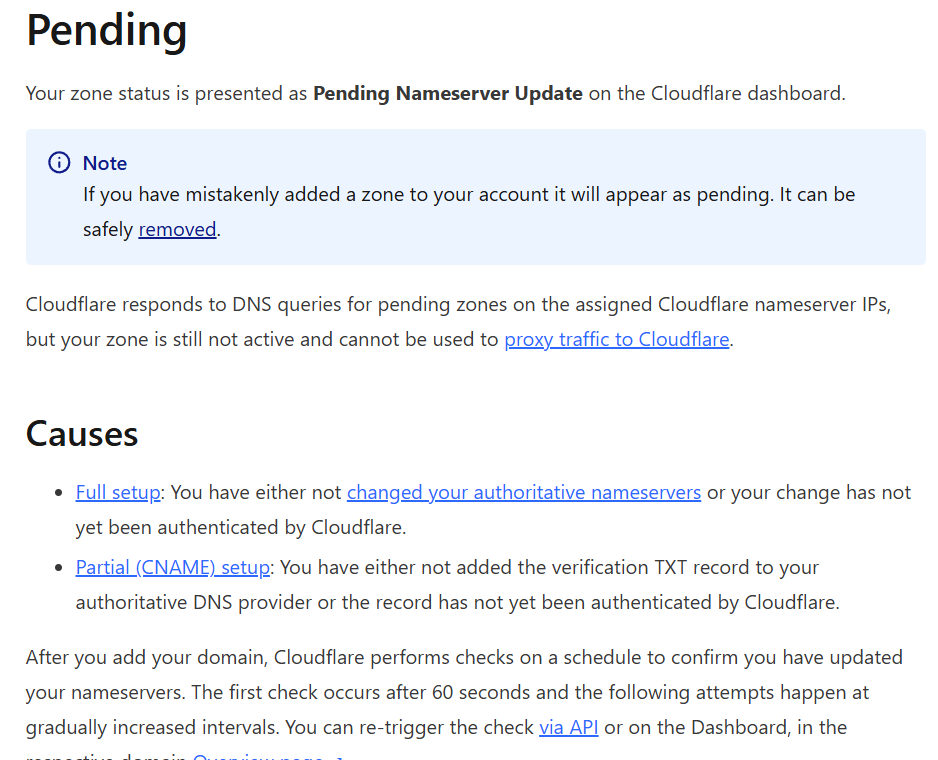 Pending
Your zone status is presented as Pending Nameserver Update on the Cloudflare dashboard.
Note
If you have mistakenly added a zone to your account it will appear as pending. It can be
safely removed.
Cloudflare responds to DNS queries for pending zones on the assigned Cloudflare nameserver IPs,
but your zone is still not active and cannot be used to proxy traffic to Cloudflare.
Causes
Full setup: You have either not changed your authoritative nameservers or your change has not
yet been authenticated by Cloudflare.
Partial (CNAME) setup: You have either not added the verification TXT record to your
authoritative DNS provider or the record has not yet been authenticated by Cloudflare.
After you add your domain, Cloudflare performs checks on a schedule to confirm you have updated
your nameservers. The first check occurs after 60 seconds and the following attempts happen at
gradually increased intervals. You can re-trigger the check via API or on the Dashboard, in the
respective domain Overview page